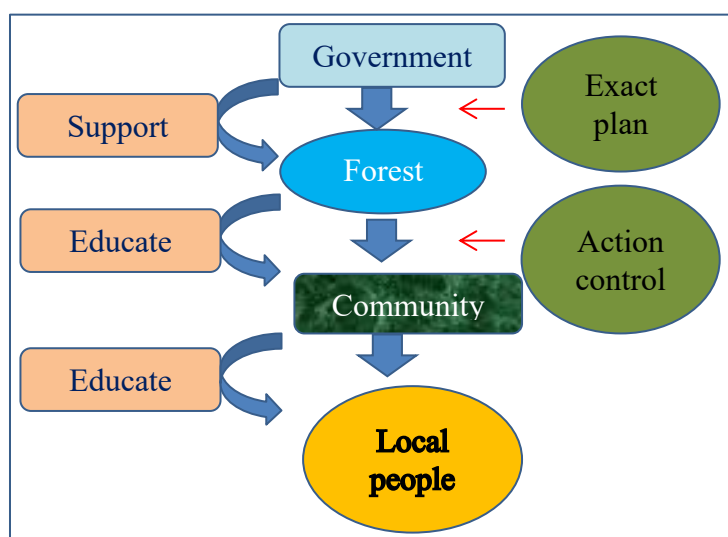 Government
Exact
plan
Support
Forest
Educate
Action
control
Community
Educate
Local
people